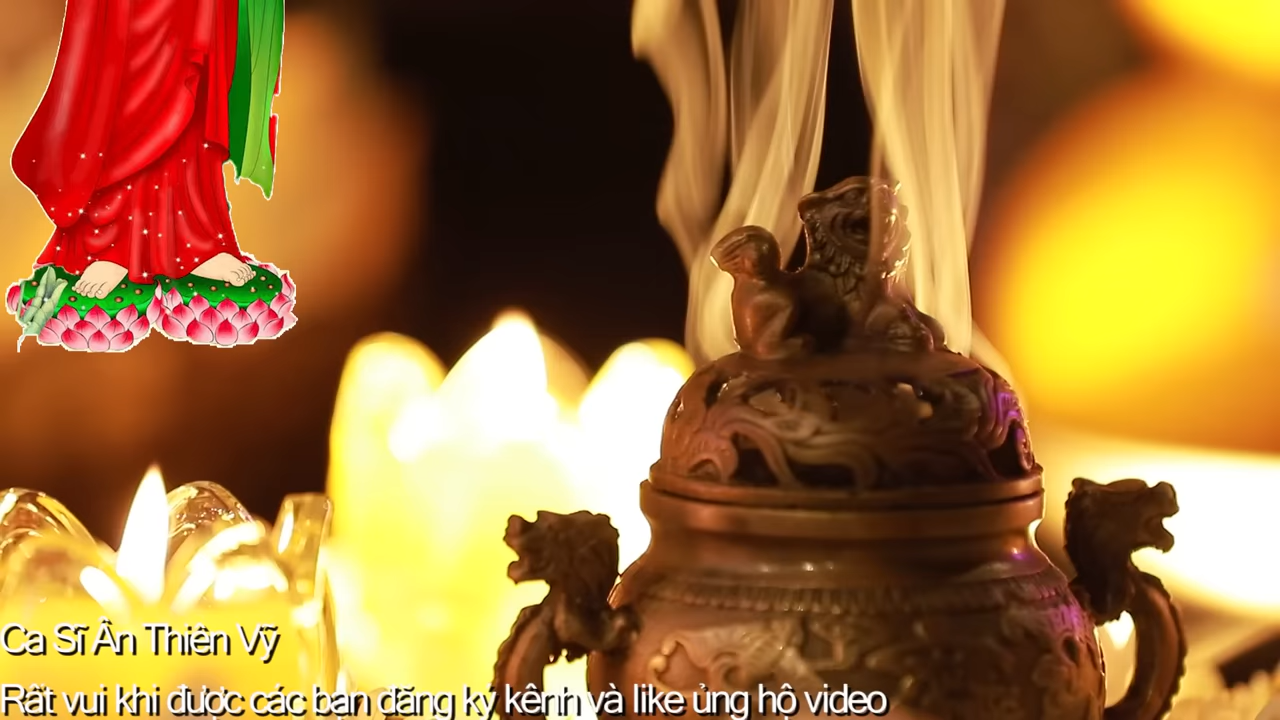 Ca Sĩ Ân Thiên Vỹ
Rất vui khi được các bạn đăng ký kênh và like ủng hộ video